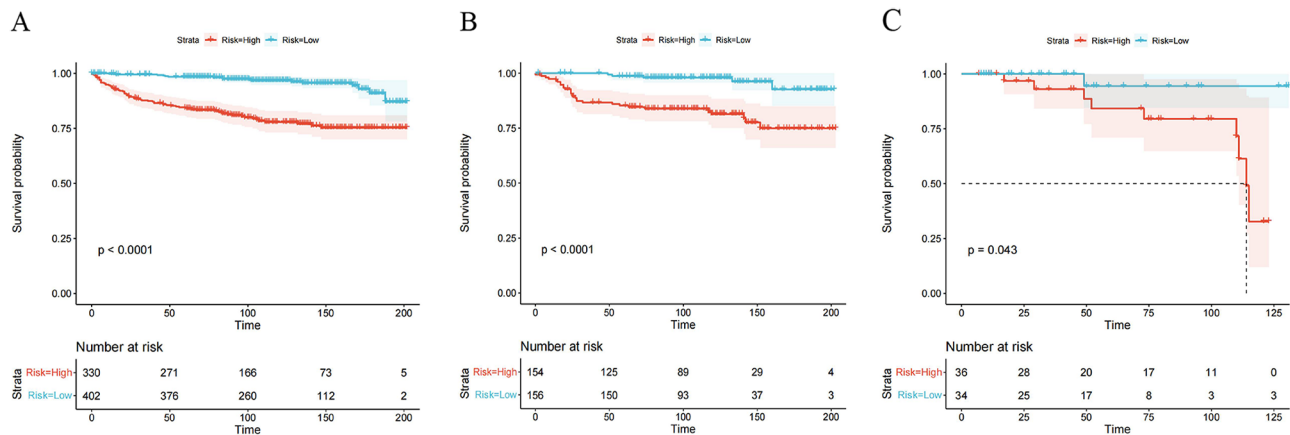 A
Strata Risk=High Risk=Low
1.00
0.75
0.50
0.25
0.00
Survival probability
p < 0.0001
0 50 100 150 200
Time
Number at risk
Strata
Risk=High 330 271 166 73 5
Risk=Low 402 376 260 112 2
0 50 100 150 200
Time
B
Strata Risk=High Risk=Low
1.00
0.75
0.50
0.25
0.00
Survival probability
p < 0.0001
0 50 100 150 200
Time
Number at risk
Strata
Risk=High 154 125 89 29 4
Risk=Low 156 150 93 37 3
0 50 100 150 200
Time
C
Strata Risk=High Risk=Low
1.00
0.75
0.50
0.25
0.00
Survival probability
p = 0.043
0 25 50 75 100 125
Time
Number at risk
Strata
Risk=High 36 28 20 17 11 0
Risk=Low 34 25 17 8 3 3
0 25 50 75 100 125
Time